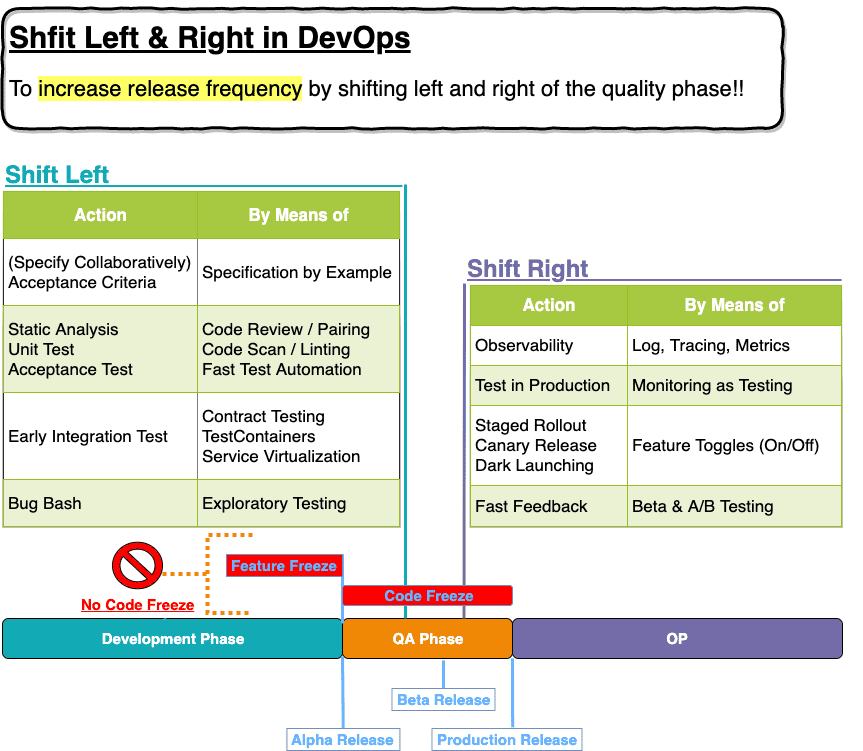 Shfit Left & Right in DevOps
To increase release frequency by shifting left and right of the quality phase!!
Shift Left
Action
By Means of
(Specify Collaboratively)
Acceptance Criteria
Specification by Example
Static Analysis
Unit Test
Acceptance Test
Code Review / Pairing
Code Scan / Linting
Fast Test Automation
Early Integration Test
Contract Testing
TestContainers
Service Virtualization
Bug Bash
Exploratory Testing
Shift Right
Action
By Means of
Observability
Log, Tracing, Metrics
Test in Production
Monitoring as Testing
Staged Rollout
Canary Release
Dark Launching
Feature Toggles (On/Off)
Fast Feedback
Beta & A/B Testing
No Code Freeze
Feature Freeze
Code Freeze
Development Phase
QA Phase
OP
Beta Release
Alpha Release
Production Release